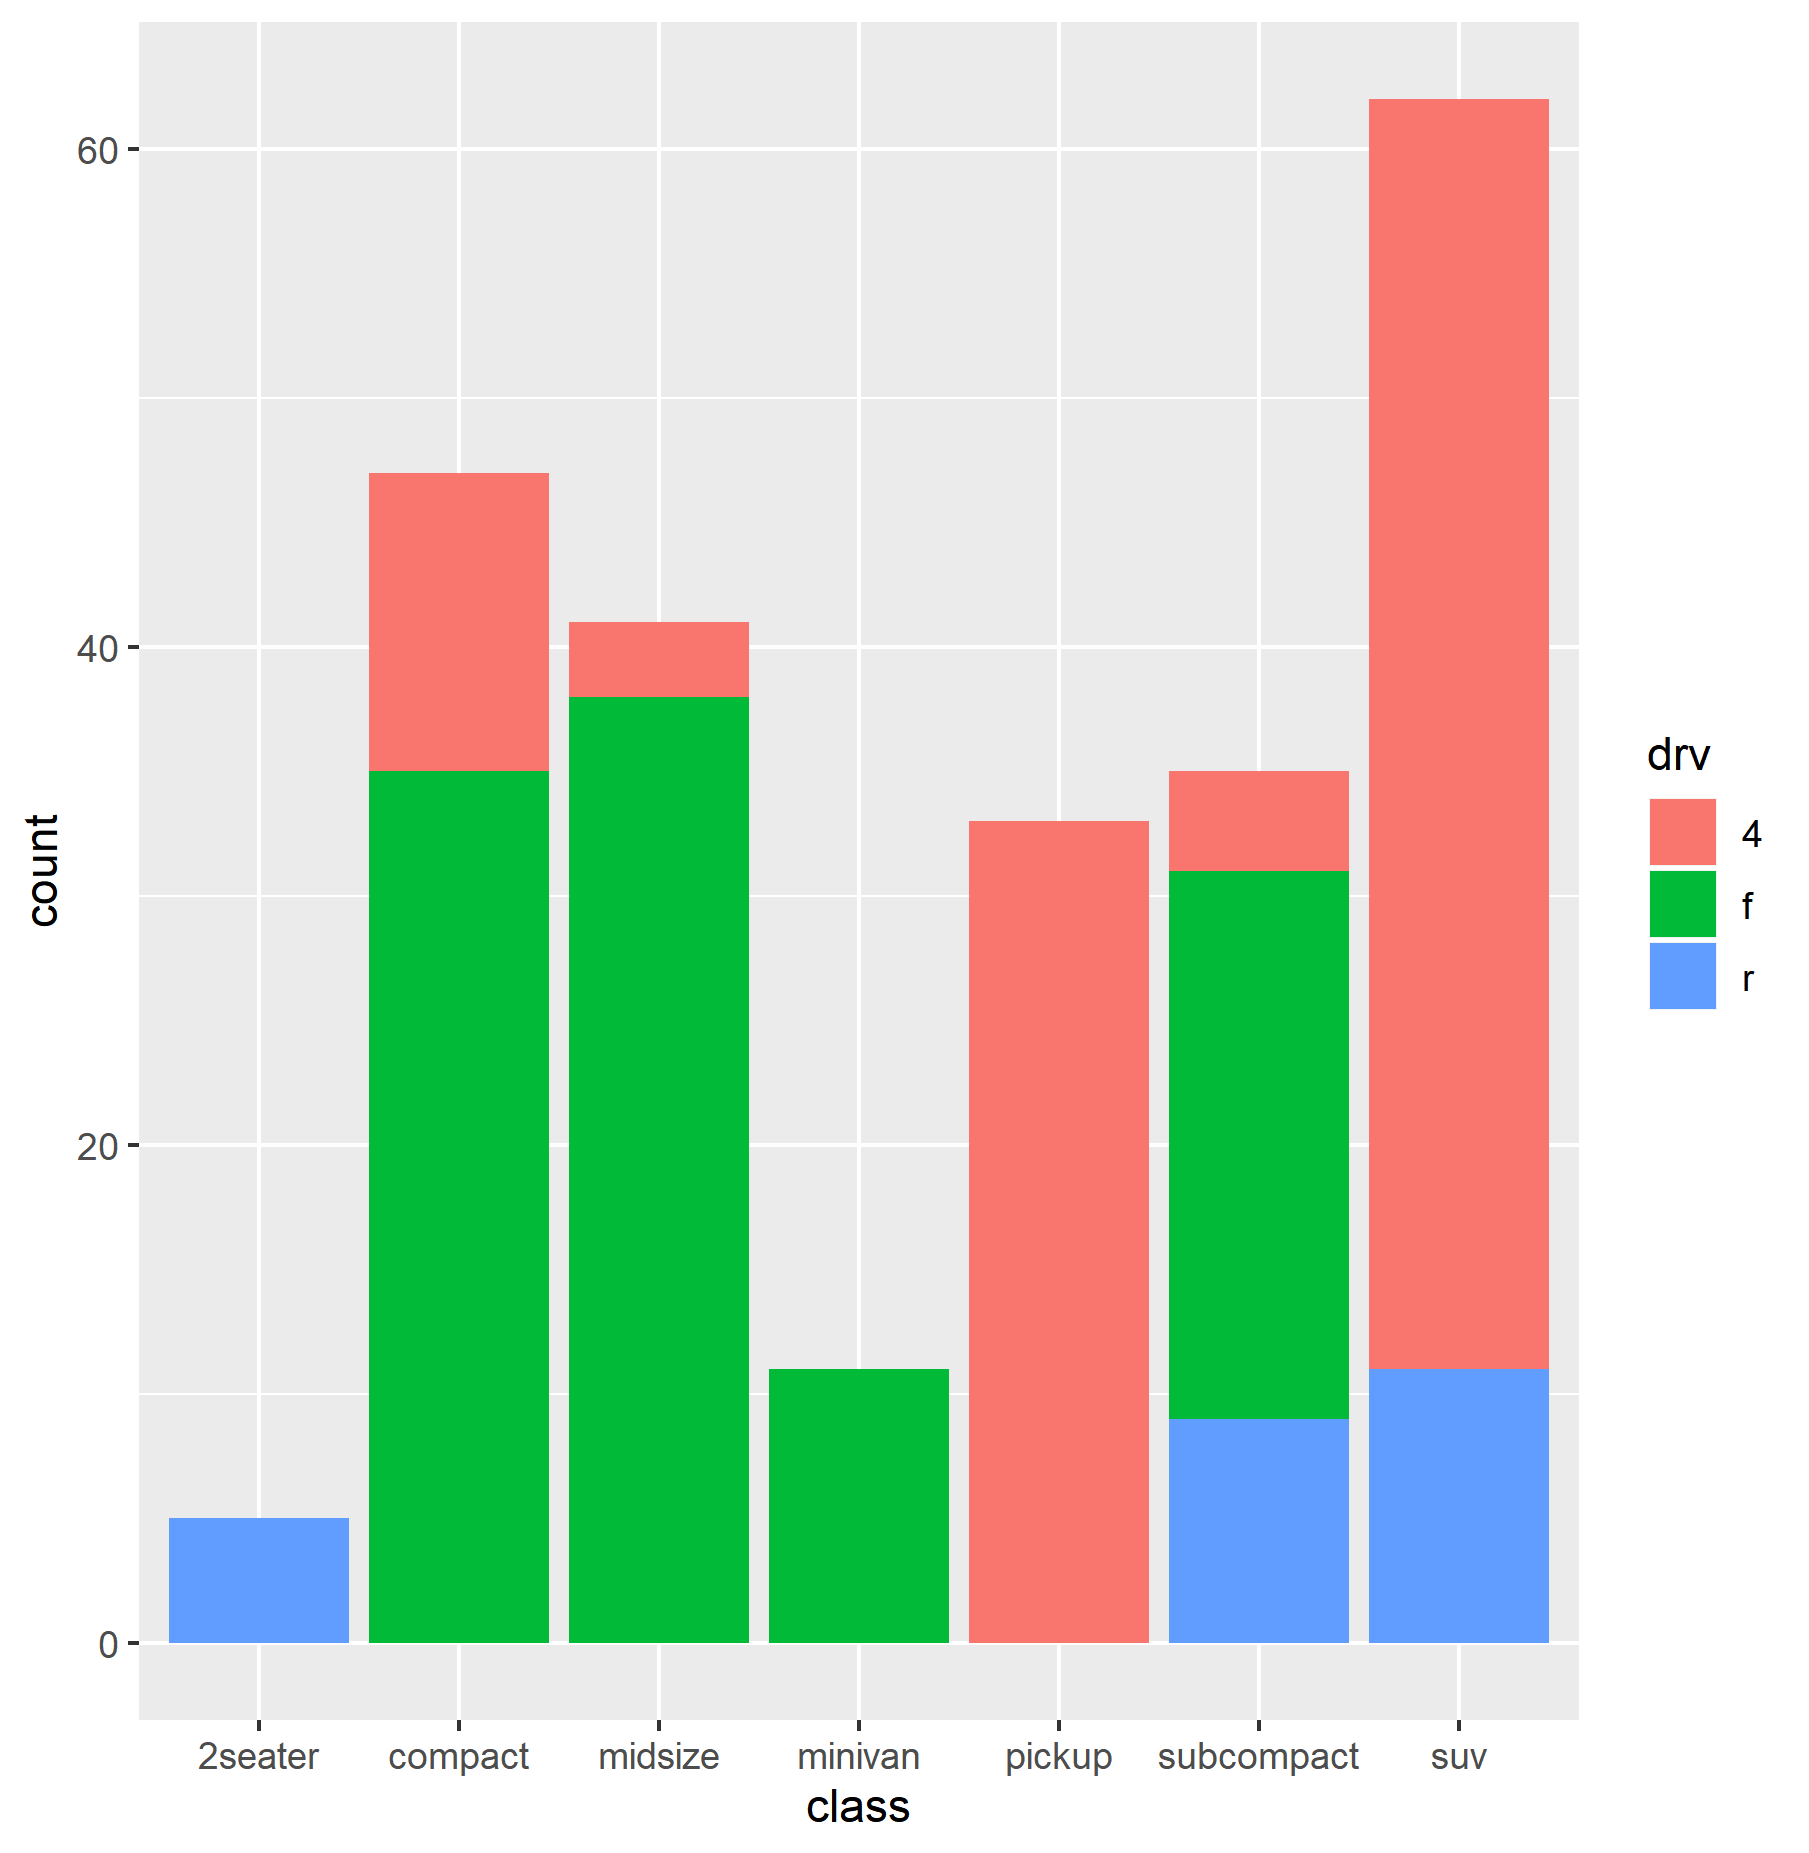 60
40
20
0
count
2seater compact midsize minivan pickup subcompact suv
class
drv
4
f
r